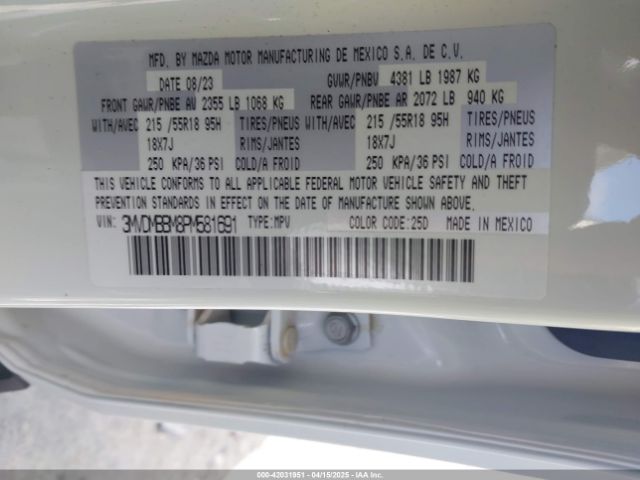 MFD. BY MAZDA MOTOR MANUFACTURING DE MEXICO S.A. DE C.V.
DATE 08/23 GVWR/PNBV 4381 LB 1987 KG
FRONT GAWR/PNBE AV 2355 LB 1068 KG REAR GAWR/PNBE AR 2072 LB 940 KG
WITH/AVEC 215 /55R18 95H TIRES/PNEUS WITH/AVEC 215 /55R18 95H TIRES/PNEUS
18X7J RIMS/JANTES 18X7J RIMS/JANTES
250 KPA/36 PSI COLD/A FROID 250 KPA/36 PSI COLD/A FROID
THIS VEHICLE CONFORMS TO ALL APPLICABLE FEDERAL MOTOR VEHICLE SAFETY AND THEFT
PREVENTION STANDARDS IN EFFECT ON THE DATE OF MANUFACTURE SHOWN ABOVE.
VIN: 3MVDMBBM8PM581691 TYPE:MPV COLOR CODE:25D MADE IN MEXICO
000-42031951 - 04/15/2025 - IAAI.COM